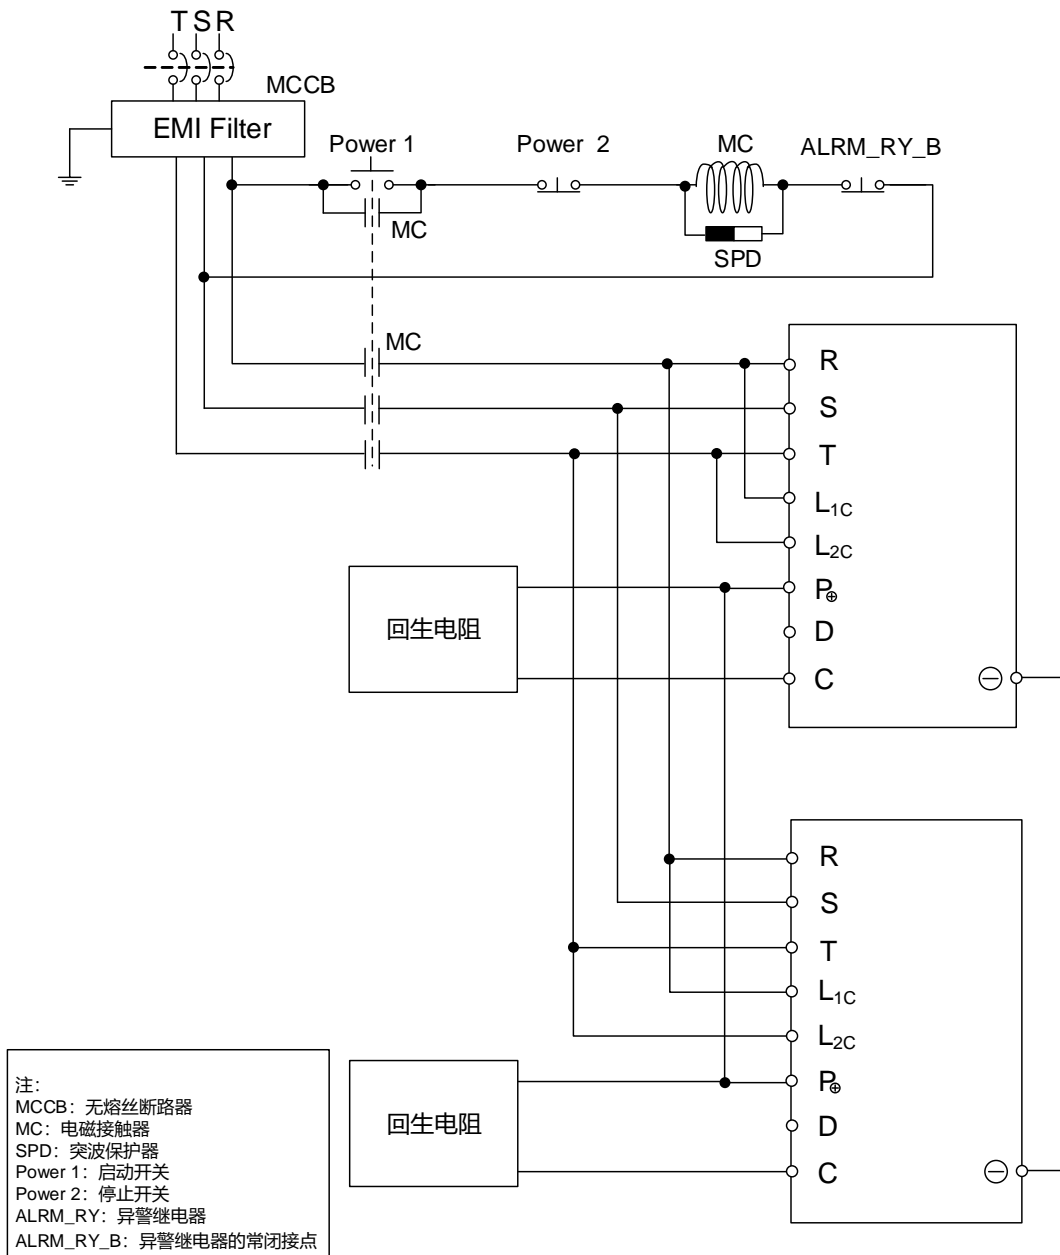 T S R
MCCB
EMI Filter
Power 1
Power 2
MC
ALRM_RY_B
MC
SPD
MC
R
S
T
L1C
L2C
P⊕
D
C
⊖
回生电阻
R
S
T
L1C
L2C
P⊕
D
C
⊖
回生电阻
注：
MCCB：无熔丝断路器
MC：电磁接触器
SPD：突波保护器
Power 1：启动开关
Power 2：停止开关
ALRM_RY：异警继电器
ALRM_RY_B：异警继电器的常闭接点